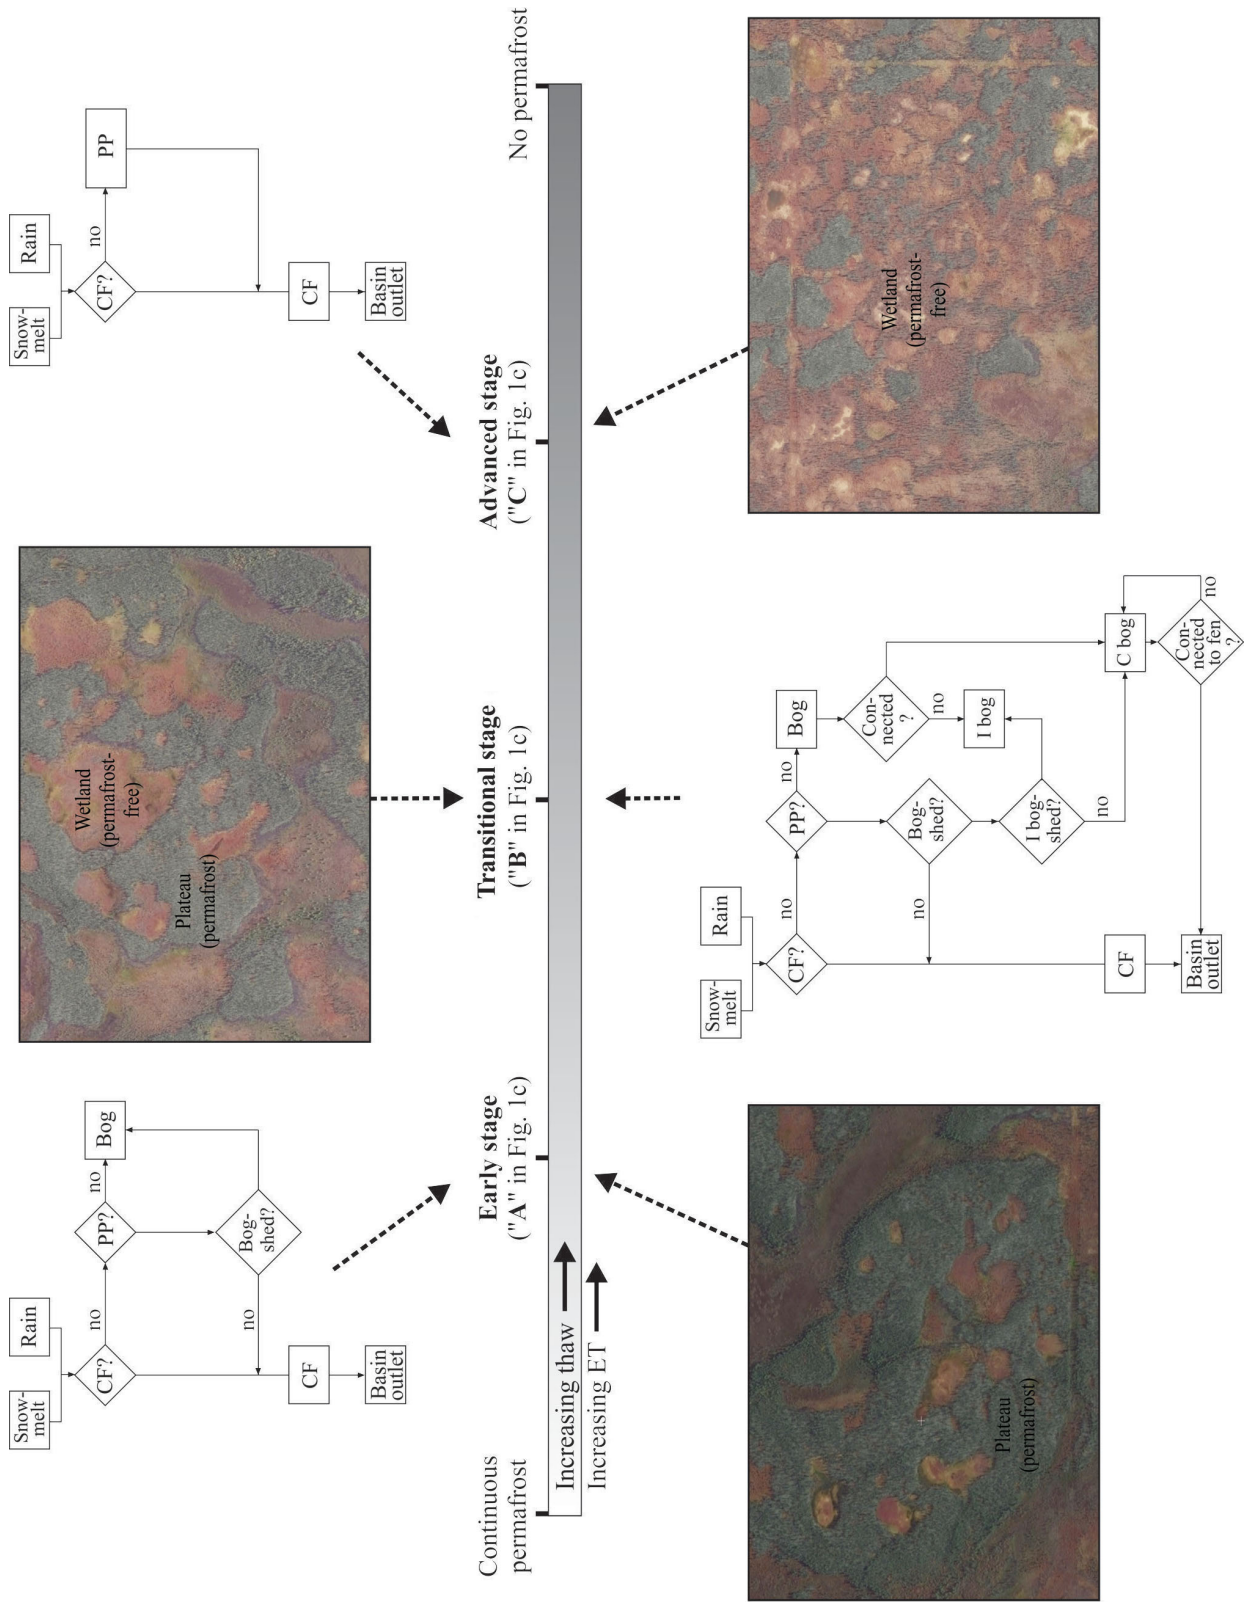 Snow-
melt
Rain
CF?
no
PP?
no
Bog
Bog-
shed?
no
CF
Basin
outlet
Wetland
(permafrost-
free)
Plateau
(permafrost)
Snow-
melt
Rain
CF?
no
PP
CF
Basin
outlet
Continuous
permafrost
Early stage
("A" in Fig. 1c)
Transitional stage
("B" in Fig. 1c)
Advanced stage
("C" in Fig. 1c)
No permafrost
Increasing thaw
Increasing ET
Plateau
(permafrost)
Snow-
melt
Rain
CF?
no
PP?
no
Bog
Bog-
shed?
no
Con-
nected
?
no
I bog
I bog-
shed?
no
C bog
Con-
nected
to fen
?
no
CF
Basin
outlet
Wetland
(permafrost-
free)